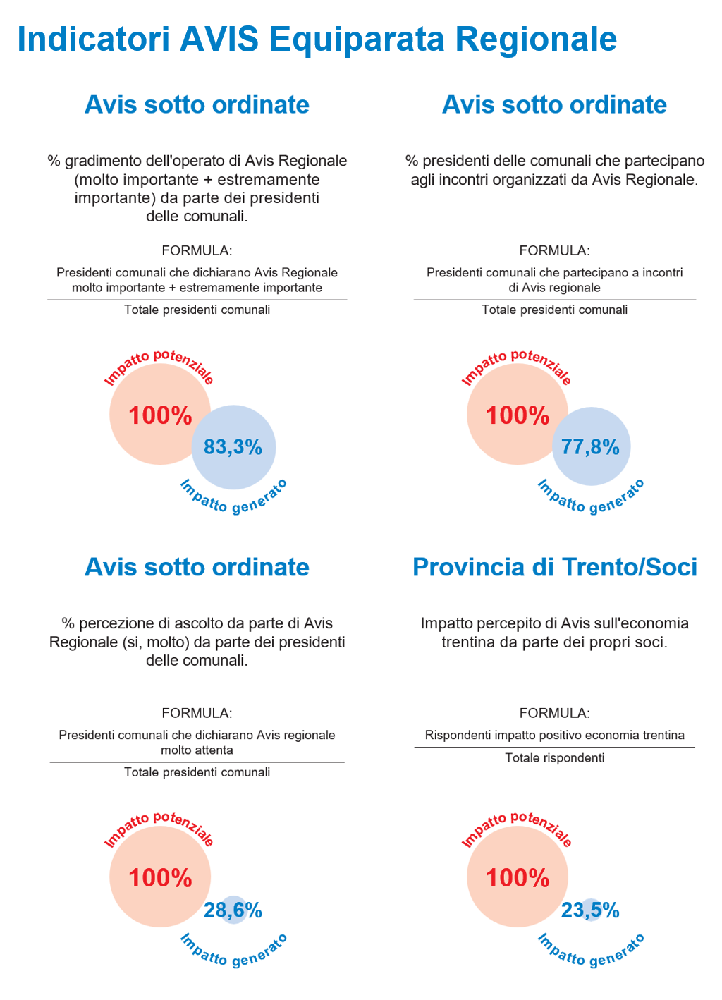 Indicatori AVIS Equiparata Regionale
Avis sotto ordinate
% gradimento dell'operato di Avis Regionale
(molto importante + estremamente
importante) da parte dei presidenti
delle comunali.
FORMULA:
Presidenti comunali che dichiarano Avis Regionale
molto importante + estremamente importante
Totale presidenti comunali
Impatto potenziale
100%
83,3%
Impatto generato
Avis sotto ordinate
% presidenti delle comunali che partecipano
agli incontri organizzati da Avis Regionale.
FORMULA:
Presidenti comunali che partecipano a incontri
di Avis regionale
Totale presidenti comunali
Impatto potenziale
100%
77,8%
Impatto generato
Avis sotto ordinate
% percezione di ascolto da parte di Avis
Regionale (si, molto) da parte dei presidenti
delle comunali.
FORMULA:
Presidenti comunali che dichiarano Avis regionale
molto attenta
Totale presidenti comunali
Impatto potenziale
100%
28,6%
Impatto generato
Provincia di Trento/Soci
Impatto percepito di Avis sull'economia
trentina da parte dei propri soci.
FORMULA:
Rispondenti impatto positivo economia trentina
Totale rispondenti
Impatto potenziale
100%
23,5%
Impatto generato